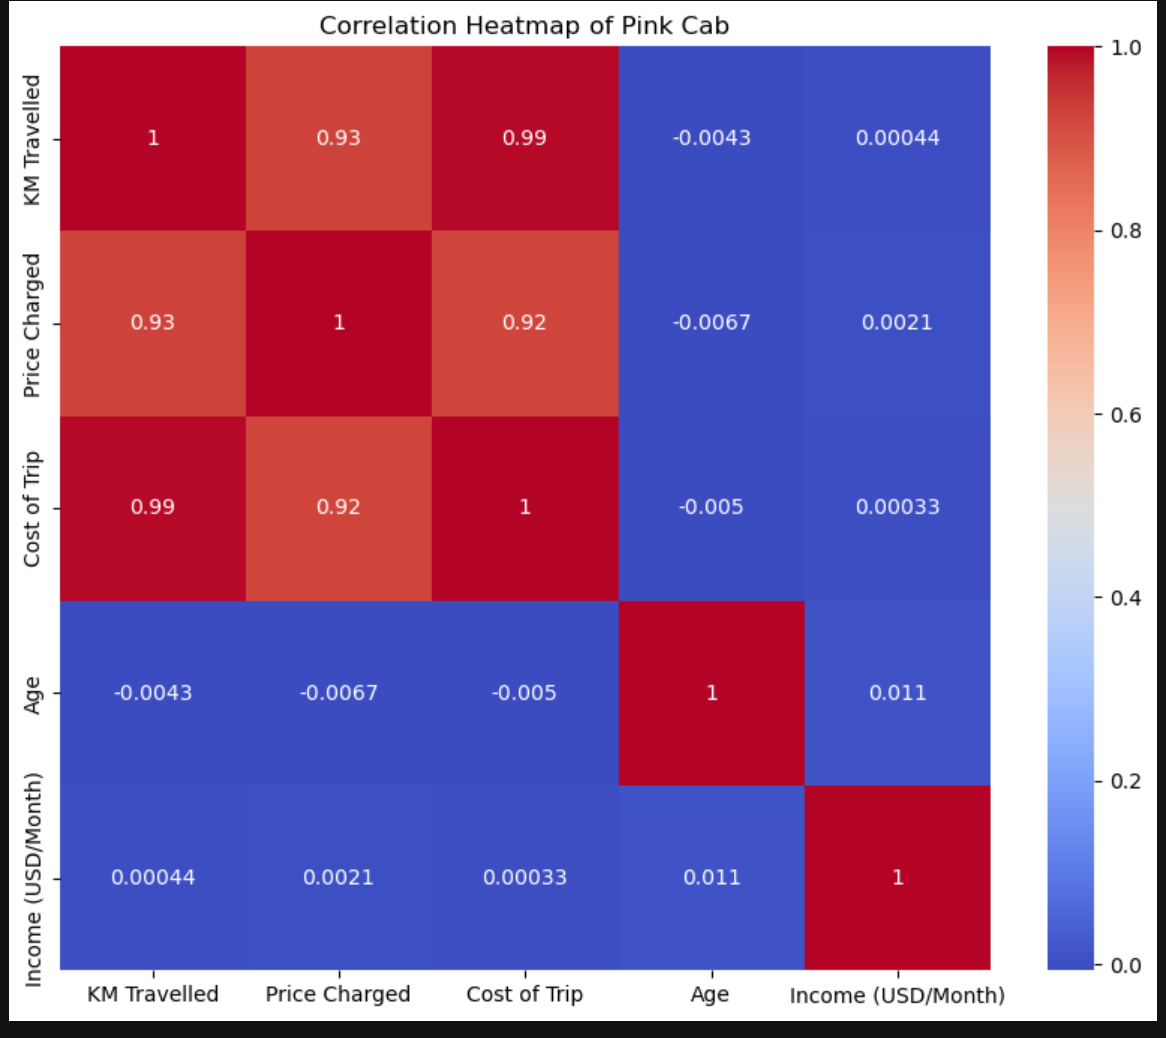 Correlation Heatmap of Pink Cab
KM Travelled
1
0.93
0.99
-0.0043
0.00044
Price Charged
0.93
1
0.92
-0.0067
0.0021
Cost of Trip
0.99
0.92
1
-0.005
0.00033
Age
-0.0043
-0.0067
-0.005
1
0.011
Income (USD/Month)
0.00044
0.0021
0.00033
0.011
1
KM Travelled
Price Charged
Cost of Trip
Age
Income (USD/Month)
1.0
0.8
0.6
0.4
0.2
0.0